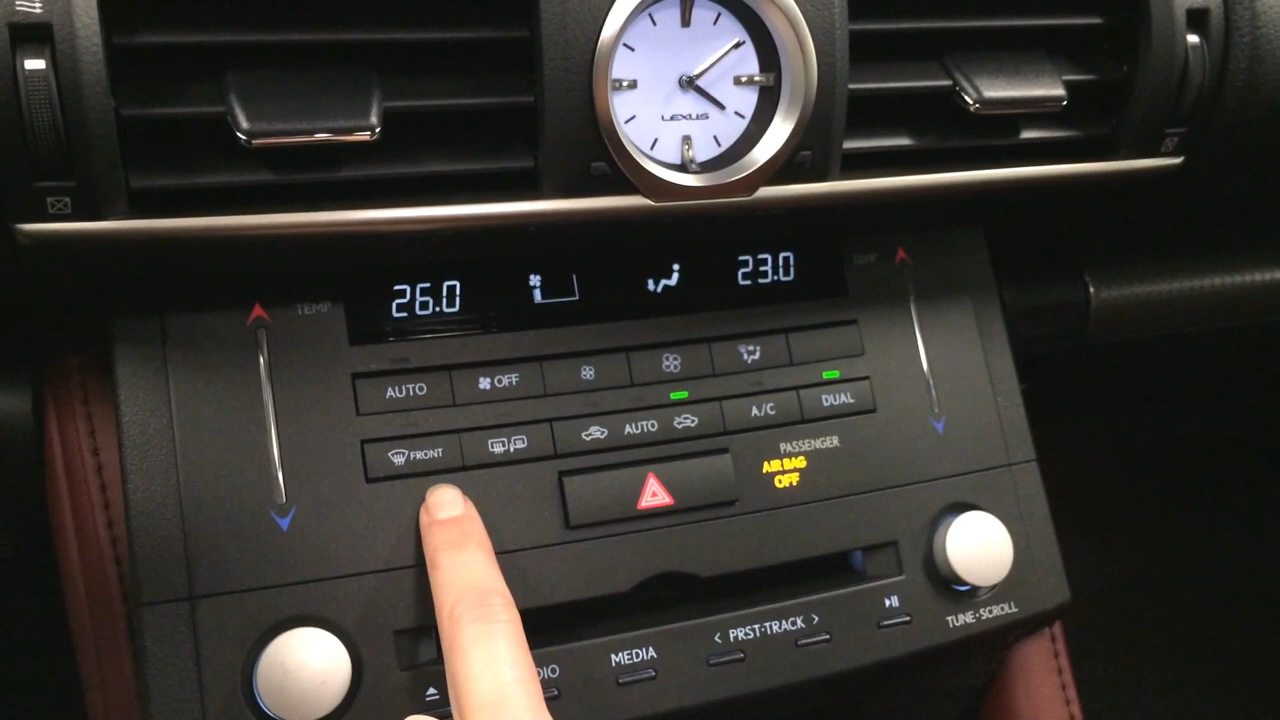 LEXUS
26.0
23.0
TEMP
AUTO
OFF
FRONT
AUTO
A/C
DUAL
PASSENGER
AIR BAG
OFF
MEDIA
< PRST·TRACK >
TUNE·SCROLL